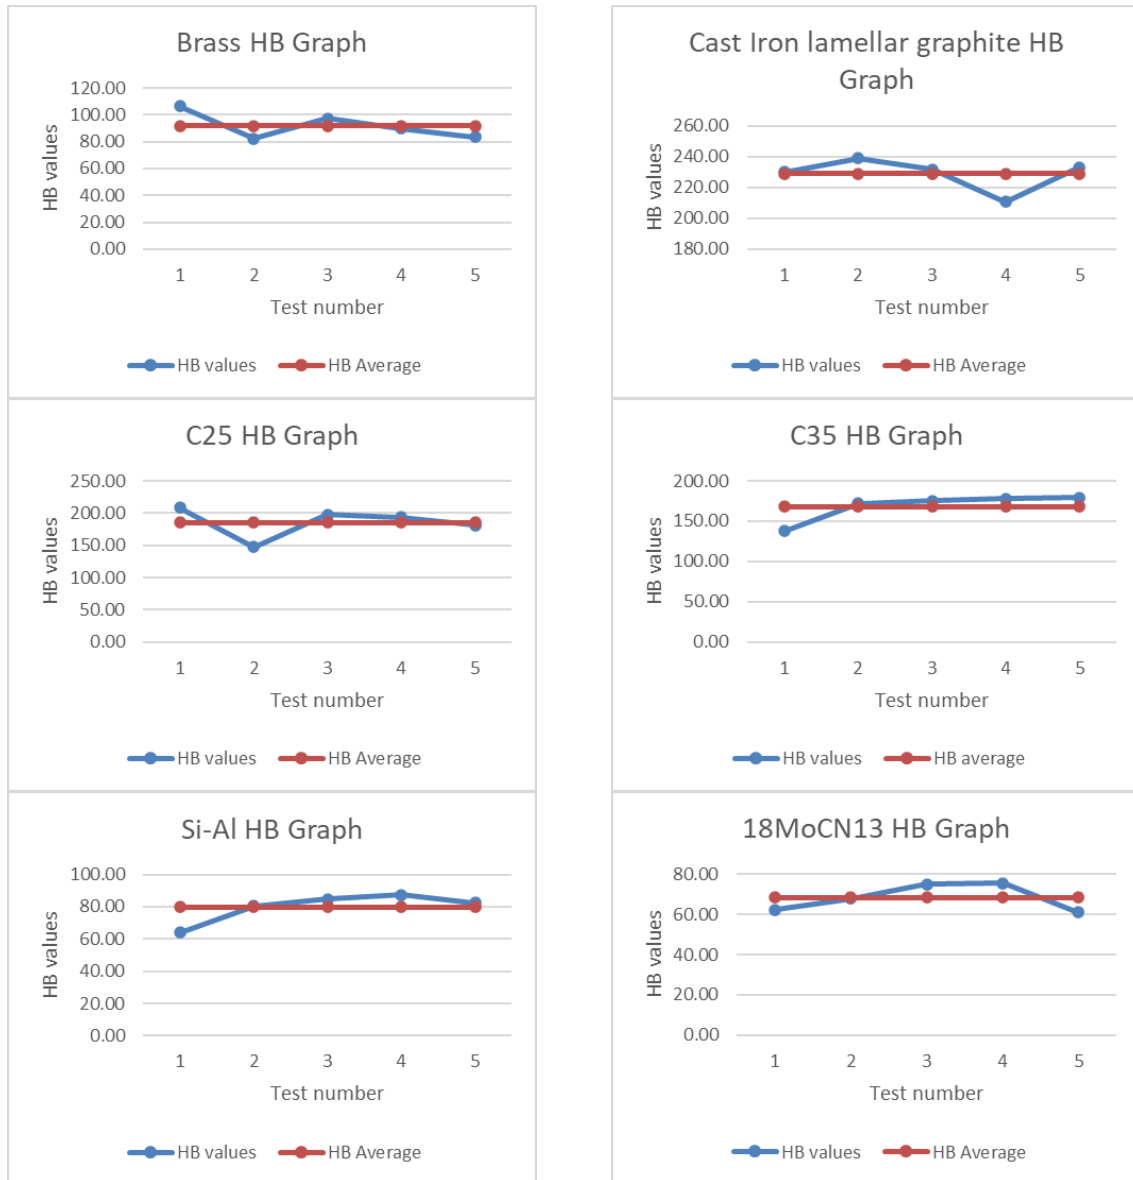 Brass HB Graph
HB values
120.00
100.00
80.00
60.00
40.00
20.00
0.00
1 2 3 4 5
Test number
HB values HB Average
Cast Iron lamellar graphite HB
Graph
HB values
260.00
240.00
220.00
200.00
180.00
1 2 3 4 5
Test number
HB values HB Average
C25 HB Graph
HB values
250.00
200.00
150.00
100.00
50.00
0.00
1 2 3 4 5
Test number
HB values HB Average
C35 HB Graph
HB values
200.00
150.00
100.00
50.00
0.00
1 2 3 4 5
Test number
HB values HB average
Si-Al HB Graph
HB values
100.00
80.00
60.00
40.00
20.00
0.00
1 2 3 4 5
Test number
HB values HB Average
18MoCN13 HB Graph
HB values
80.00
60.00
40.00
20.00
0.00
1 2 3 4 5
Test number
HB values HB Average